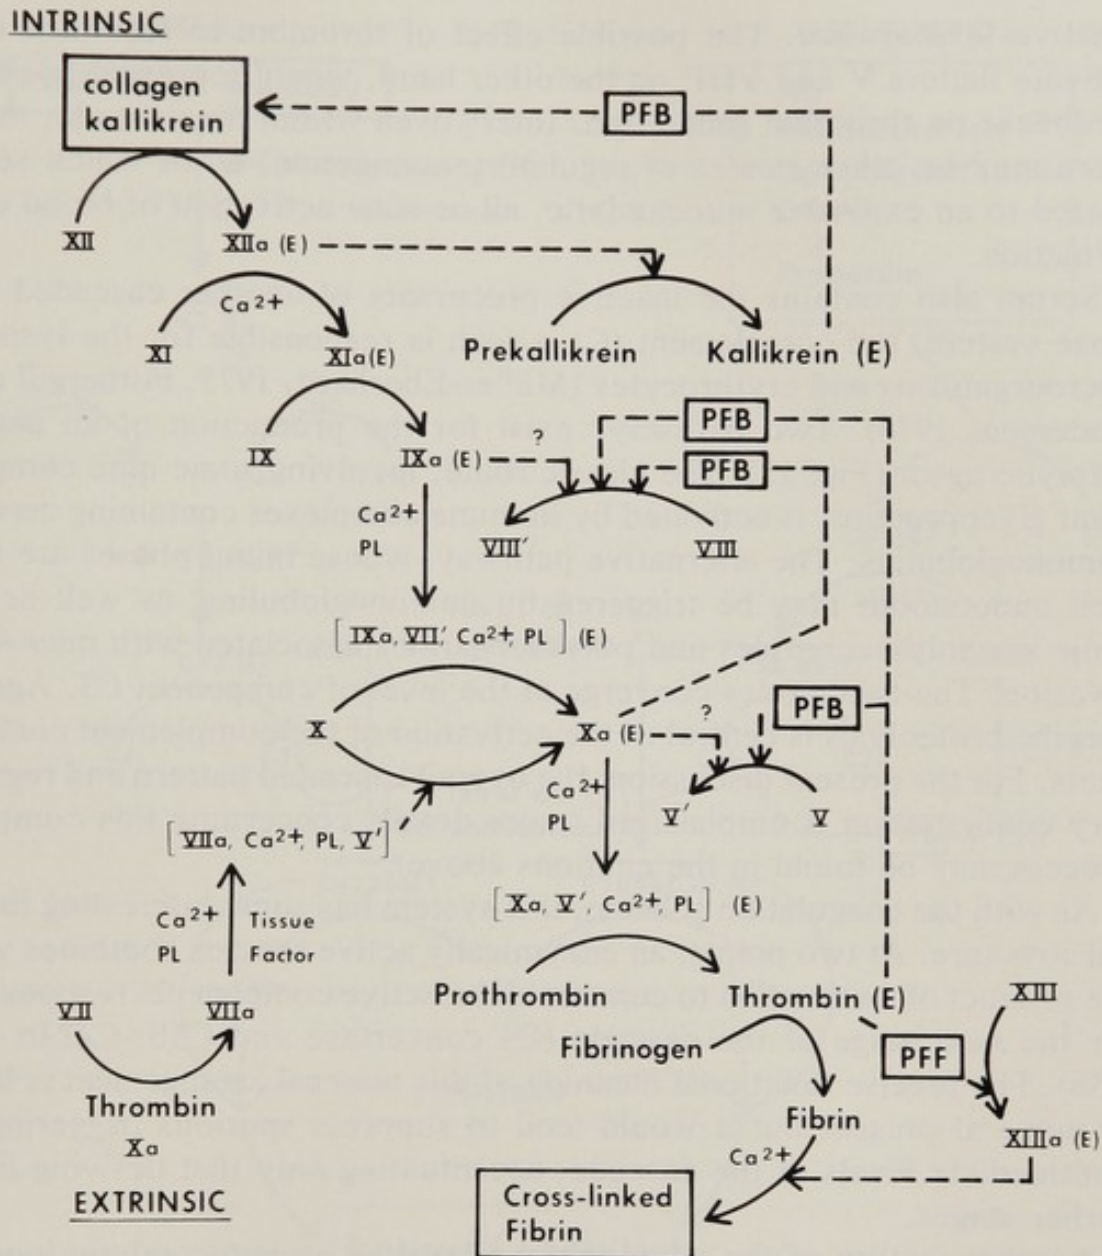 INTRINSIC
collagen
kallikrein
PFB
XII
XIIa (E)
Ca2+
XI
XIa(E)
Prekallikrein
Kallikrein (E)
PFB
?
IX
IXa (E)
PFB
Ca2+
PL
VIII′
VIII
[IXa, VII′, Ca2+, PL] (E)
X
Xa (E)
?
PFB
Ca2+
PL
V′
V
[VIIa, Ca2+, PL, V′]
Ca2+
PL
Tissue
Factor
[Xa, V′, Ca2+, PL] (E)
VII
VIIa
Prothrombin
Thrombin (E)
XIII
Fibrinogen
PFF
Thrombin
Xa
Fibrin
XIIIa (E)
Ca2+
EXTRINSIC
Cross-linked
Fibrin